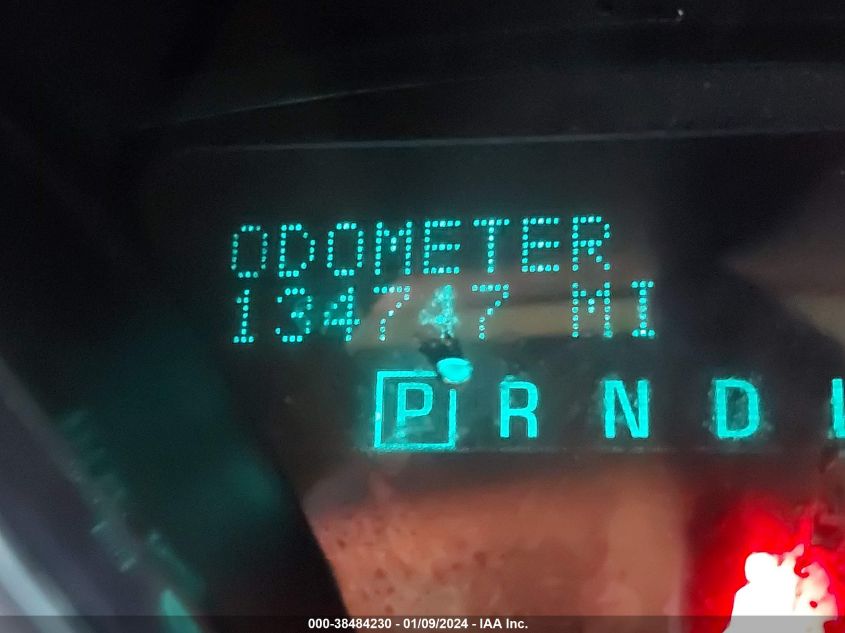 ODOMETER
134747 MI
P R N D
000-38484230 - 01/09/2024 - IAA Inc.